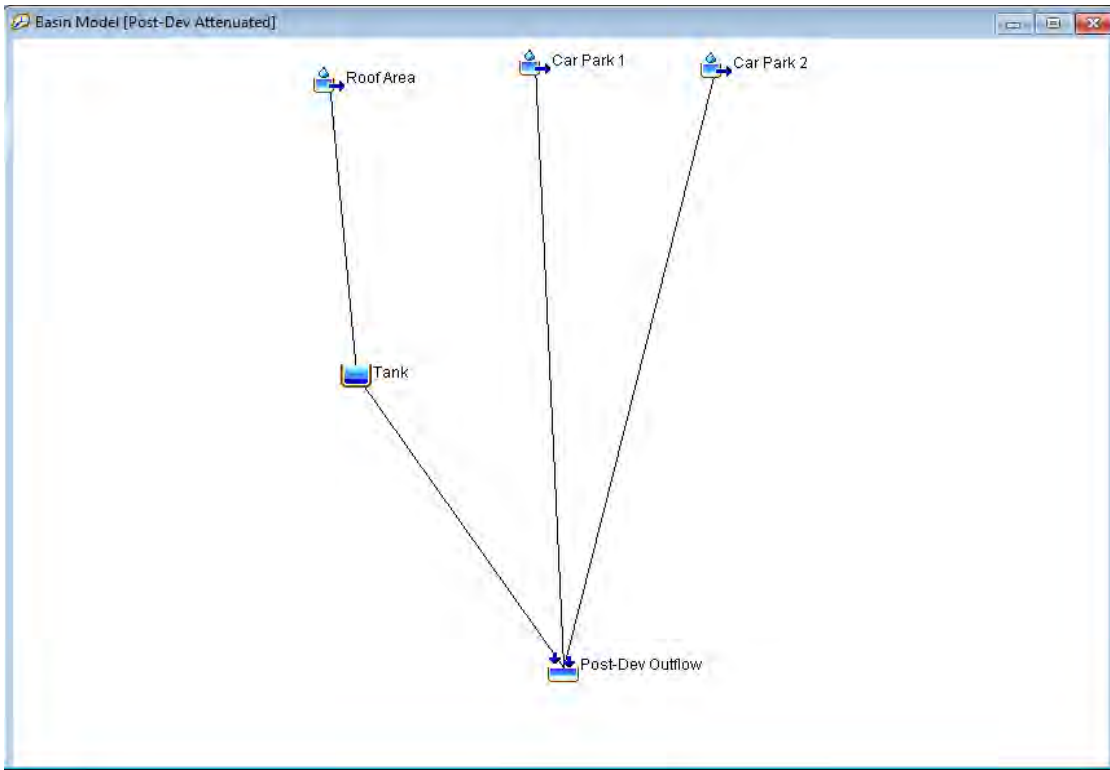 Basin Model [Post-Dev Attenuated]
Roof Area
Car Park 1
Car Park 2
Tank
Post-Dev Outflow